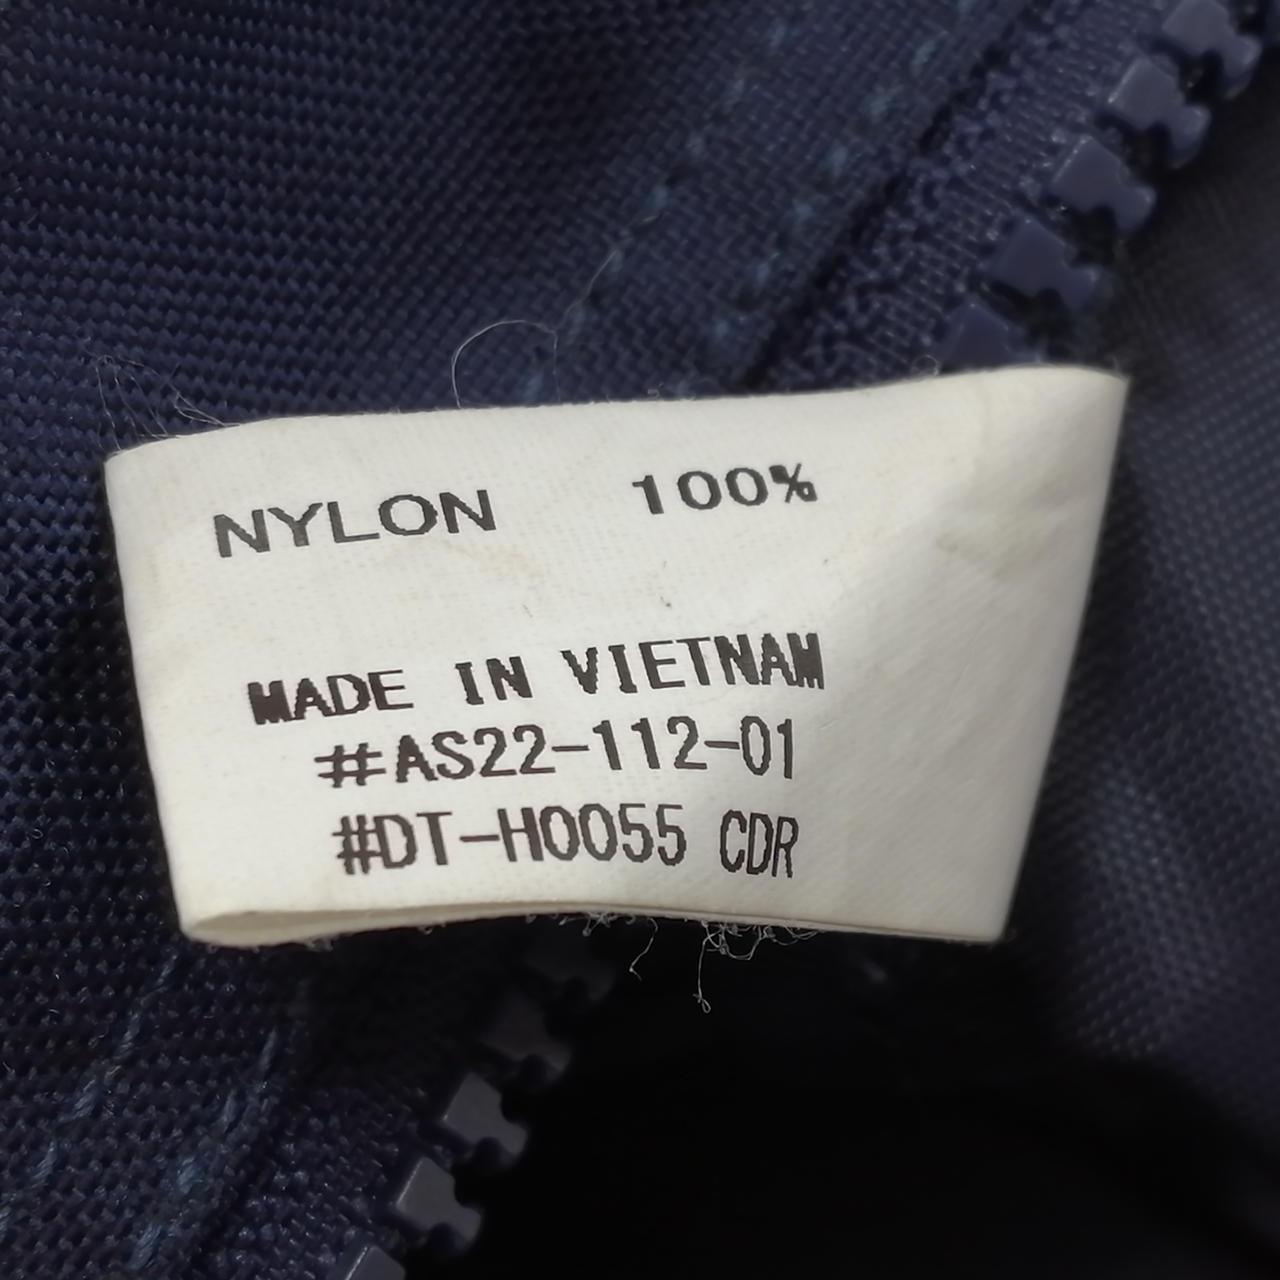 NYLON 100%
MADE IN VIETNAM
#AS22-112-01
#DT-H0055 CDR